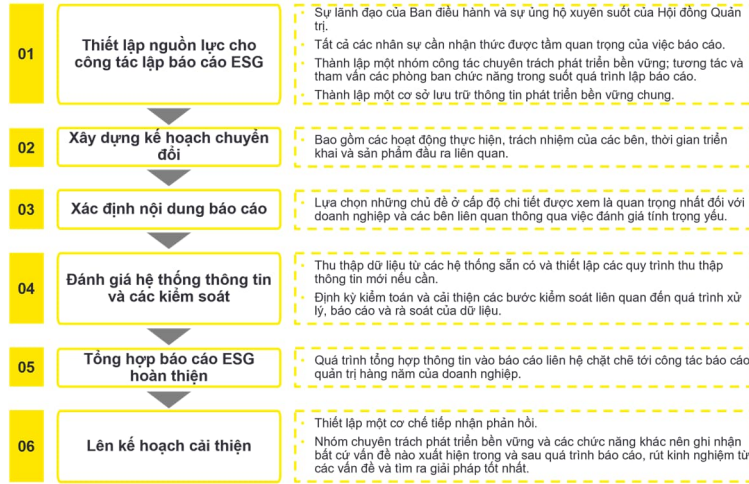 01
Thiết lập nguồn lực cho
công tác lập báo cáo ESG
Sự lãnh đạo của Ban điều hành và sự ủng hộ xuyên suốt của Hội đồng Quản
trị.
Tất cả các nhân sự cần nhận thức được tầm quan trọng của việc báo cáo.
Thành lập một nhóm công tác chuyên trách phát triển bền vững; tương tác và
tham vấn các phòng ban chức năng trong suốt quá trình lập báo cáo.
Thành lập một cơ sở lưu trữ thông tin phát triển bền vững chung.
02
Xây dựng kế hoạch chuyển
đổi
Bao gồm các hoạt động thực hiện, trách nhiệm của các bên, thời gian triển
khai và sản phẩm đầu ra liên quan.
03
Xác định nội dung báo cáo
Lựa chọn những chủ đề ở cấp độ chi tiết được xem là quan trọng nhất đối với
doanh nghiệp và các bên liên quan thông qua việc đánh giá tính trọng yếu.
04
Đánh giá hệ thống thông tin
và các kiểm soát
Thu thập dữ liệu từ các hệ thống sẵn có và thiết lập các quy trình thu thập
thông tin mới nếu cần.
Định kỳ kiểm toán và cải thiện các bước kiểm soát liên quan đến quá trình xử
lý, báo cáo và rà soát của dữ liệu.
05
Tổng hợp báo cáo ESG
hoàn thiện
Quá trình tổng hợp thông tin vào báo cáo liên hệ chặt chẽ tới công tác báo cáo
quản trị hàng năm của doanh nghiệp.
06
Lên kế hoạch cải thiện
Thiết lập một cơ chế tiếp nhận phản hồi.
Nhóm chuyên trách phát triển bền vững và các chức năng khác nên ghi nhận
bất cứ vấn đề nào xuất hiện trong và sau quá trình báo cáo, rút kinh nghiệm từ
các vấn đề và tìm ra giải pháp tốt nhất.